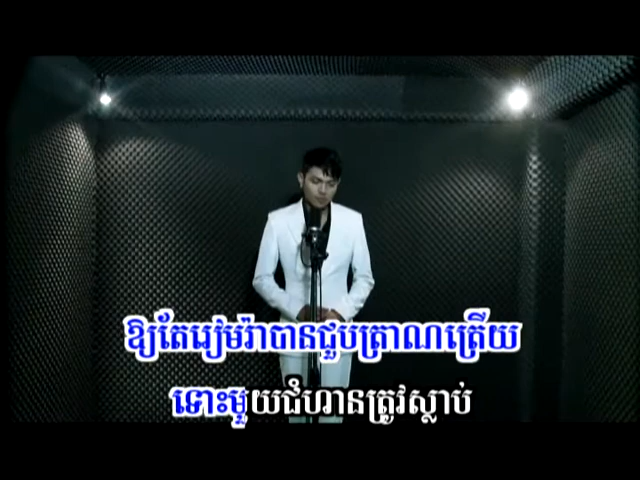 ឱ្យតែរៀមរ៉ាបានជួបត្រាណត្រើយ
ទោះមួយជំហានត្រូវស្លាប់